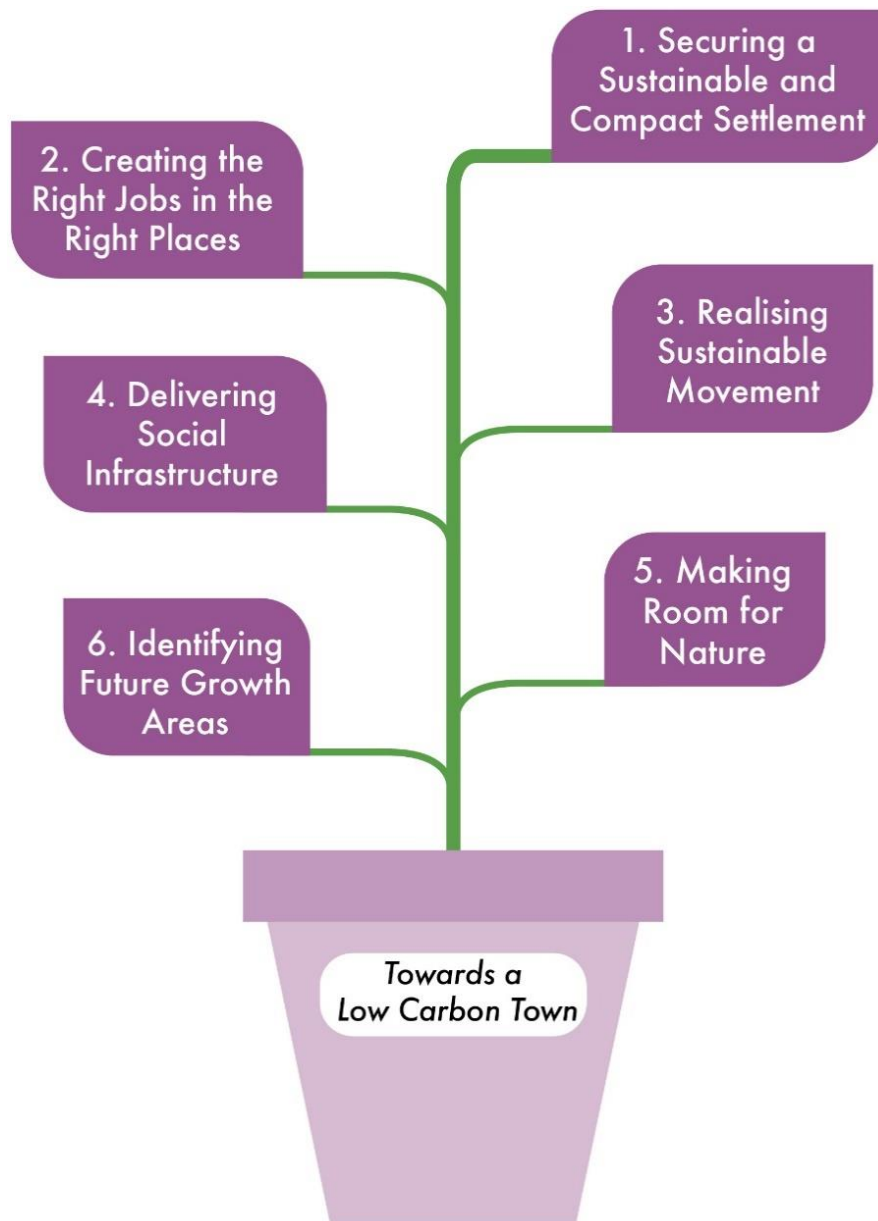 1. Securing a
Sustainable and
Compact Settlement
2. Creating the
Right Jobs in the
Right Places
3. Realising
Sustainable
Movement
4. Delivering
Social
Infrastructure
5. Making
Room for
Nature
6. Identifying
Future Growth
Areas
Towards a
Low Carbon Town